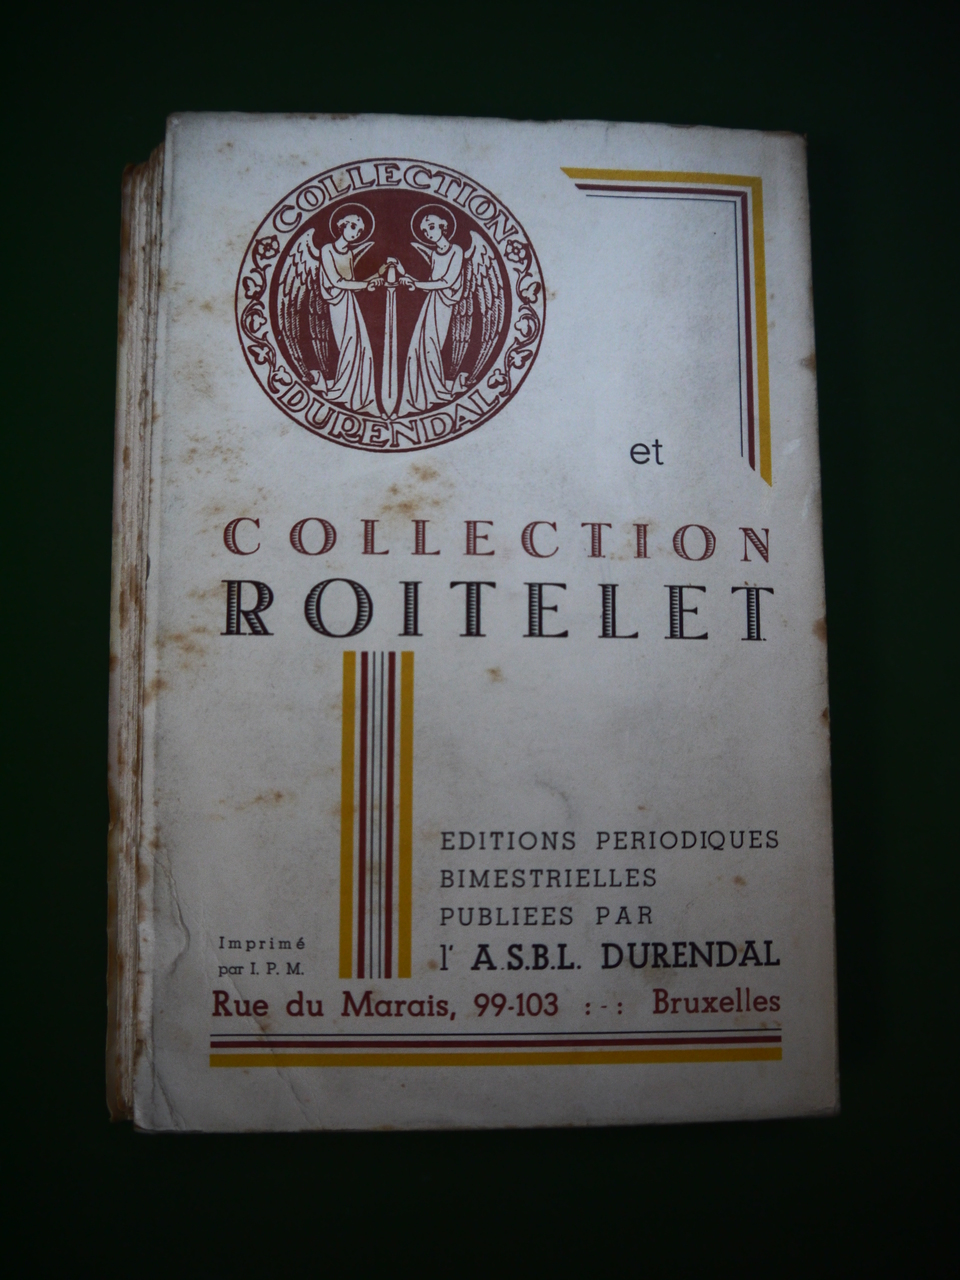 COLLECTION
DURENDAL
et
COLLECTION
ROITELET
EDITIONS PERIODIQUES
BIMESTRIELLES
PUBLIEES PAR
l' A.S.B.L. DURENDAL
Imprimé
par I. P. M.
Rue du Marais, 99-103 :-: Bruxelles